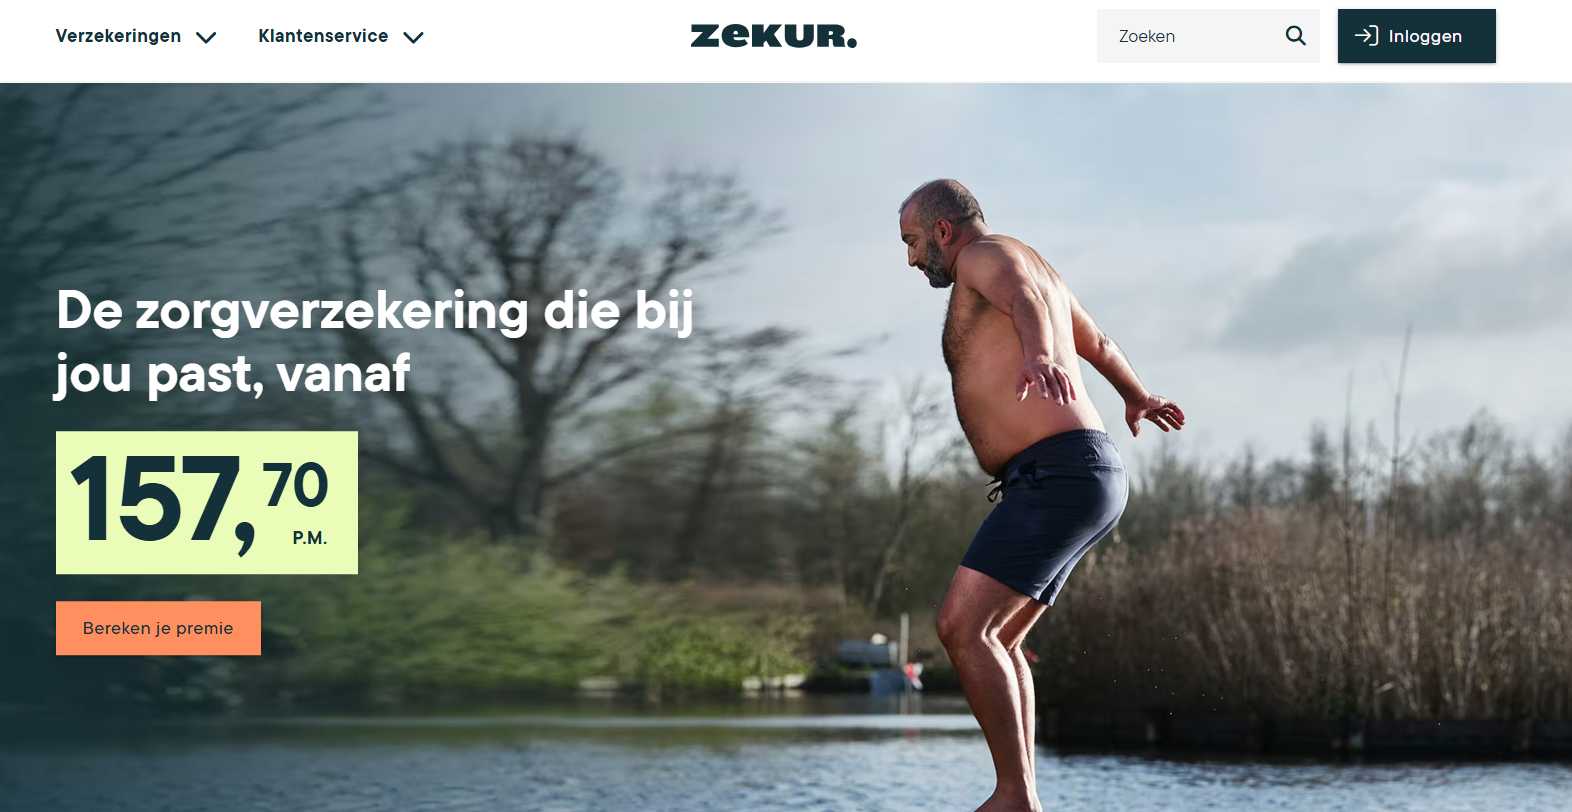 Verzekeringen
Klantenservice
zekur.
Zoeken
Inloggen
De zorgverzekering die bij
jou past, vanaf
157,70
P.M.
Bereken je premie